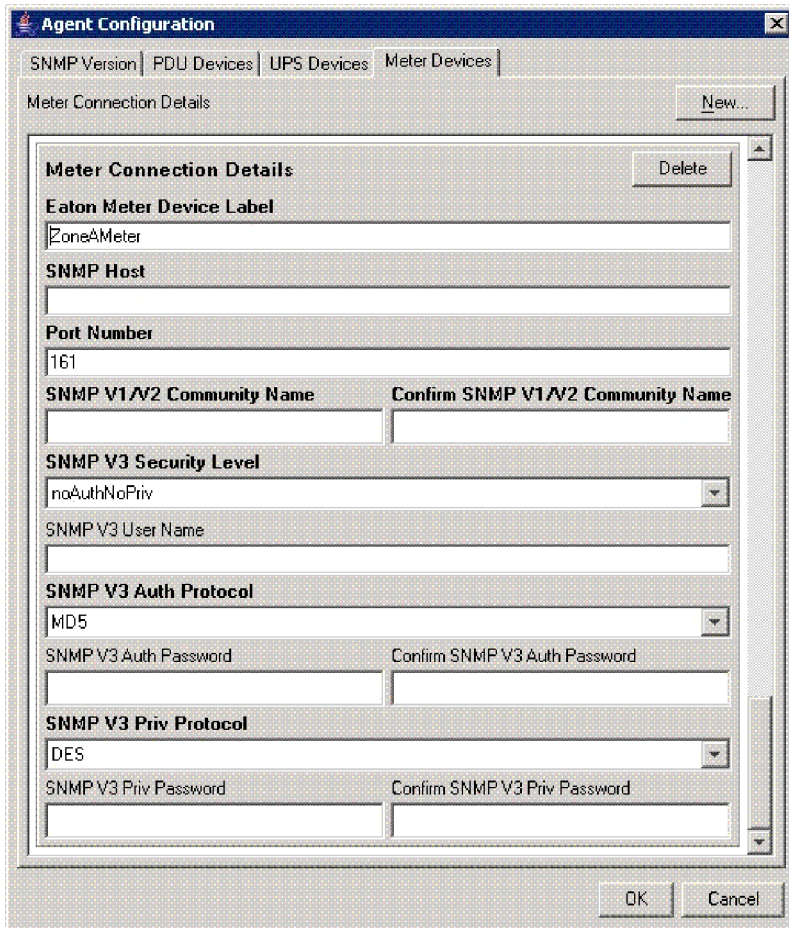 Agent Configuration
SNMP Version PDU Devices UPS Devices Meter Devices
Meter Connection Details New...
Meter Connection Details Delete
Eaton Meter Device Label
ZoneAMeter
SNMP Host
Port Number
161
SNMP V1/V2 Community Name Confirm SNMP V1/V2 Community Name
SNMP V3 Security Level
noAuthNoPriv
SNMP V3 User Name
SNMP V3 Auth Protocol
MD5
SNMP V3 Auth Password Confirm SNMP V3 Auth Password
SNMP V3 Priv Protocol
DES
SNMP V3 Priv Password Confirm SNMP V3 Priv Password
OK Cancel